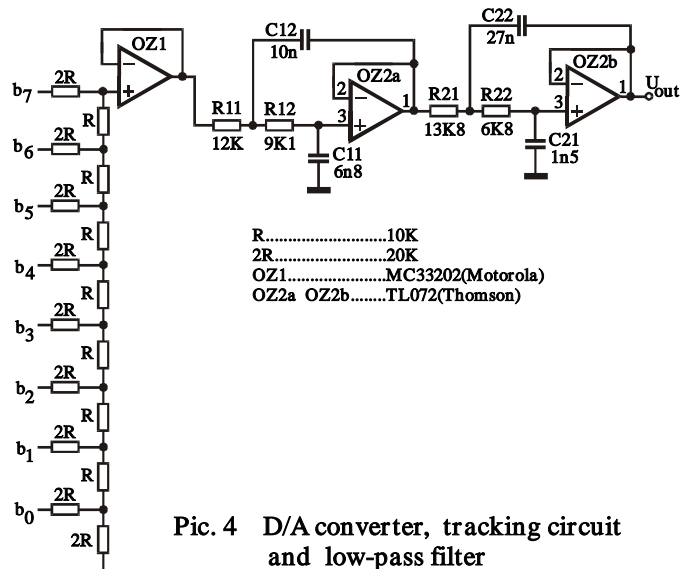 C22
27n
C12
10n
OZ1
OZ2a
OZ2b
−
+
2
−
3
+
1
2
−
3
+
1
U out
b7
2R
R
R11
12K
R12
9K1
R21
13K8
R22
6K8
C11
6n8
C21
1n5
b6
2R
R
b5
2R
R
b4
2R
R
b3
2R
R
b2
2R
R
b1
2R
R
b0
2R
2R
R..........................10K
2R........................20K
OZ1......................MC33202(Motorola)
OZ2a OZ2b........TL072(Thomson)
Pic. 4 D/A converter, tracking circuit
and low-pass filter